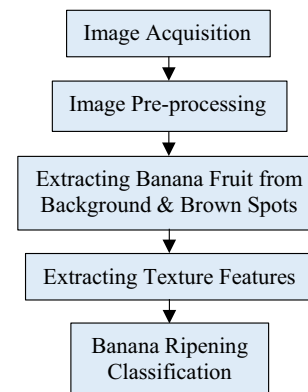 Image Acquisition
Image Pre-processing
Extracting Banana Fruit from
Background & Brown Spots
Extracting Texture Features
Banana Ripening
Classification